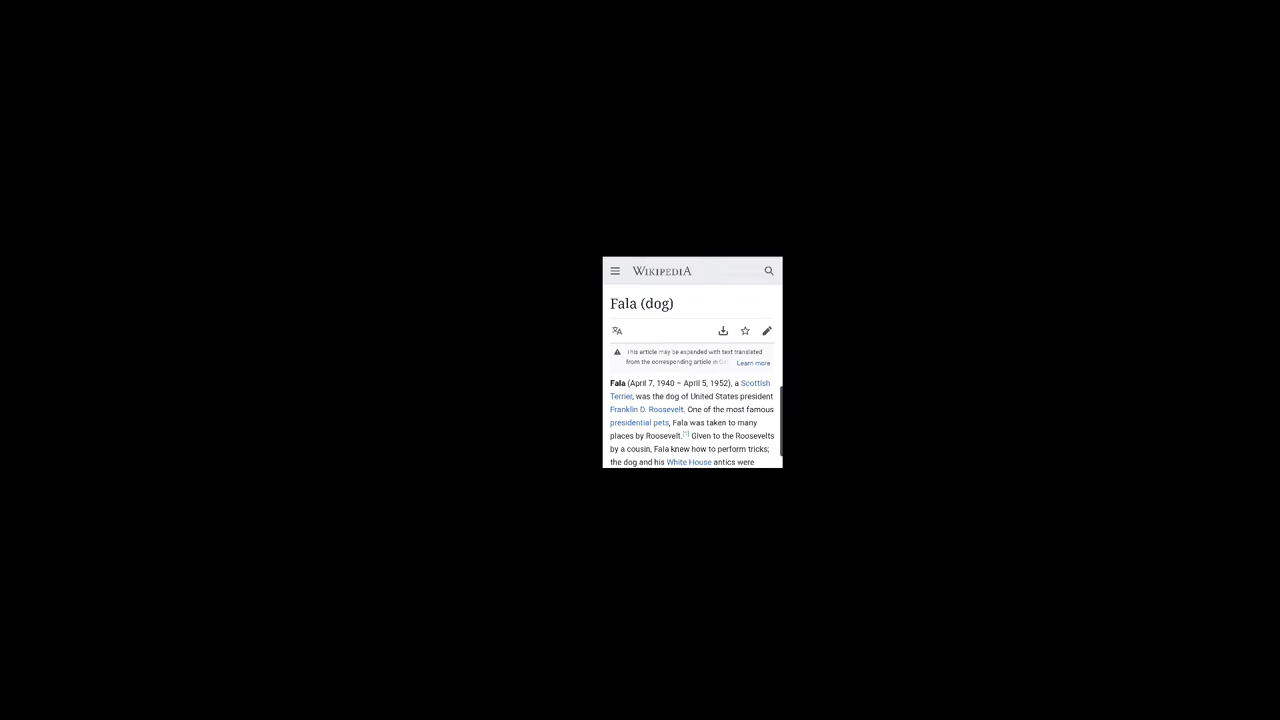 WIKIPEDIA
Fala (dog)
This article may be expanded with text translated
from the corresponding article in Learn more
Fala (April 7, 1940 – April 5, 1952), a Scottish
Terrier, was the dog of United States president
Franklin D. Roosevelt. One of the most famous
presidential pets, Fala was taken to many
places by Roosevelt.[1] Given to the Roosevelts
by a cousin, Fala knew how to perform tricks;
the dog and his White House antics were